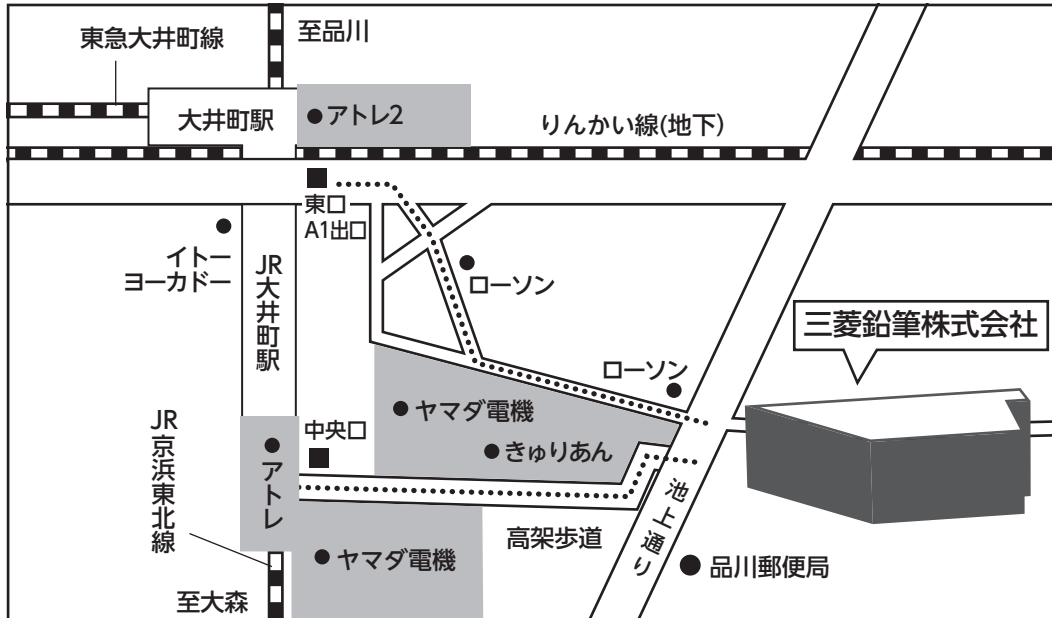 東急大井町線
至品川
大井町駅
アトレ2
りんかい線(地下)
東口
A1出口
イトー
ヨーカドー
JR大井町駅
ローソン
三菱鉛筆株式会社
ローソン
ヤマダ電機
きゅりあん
中央口
アトレ
JR京浜東北線
池上通り
高架歩道
ヤマダ電機
品川郵便局
至大森